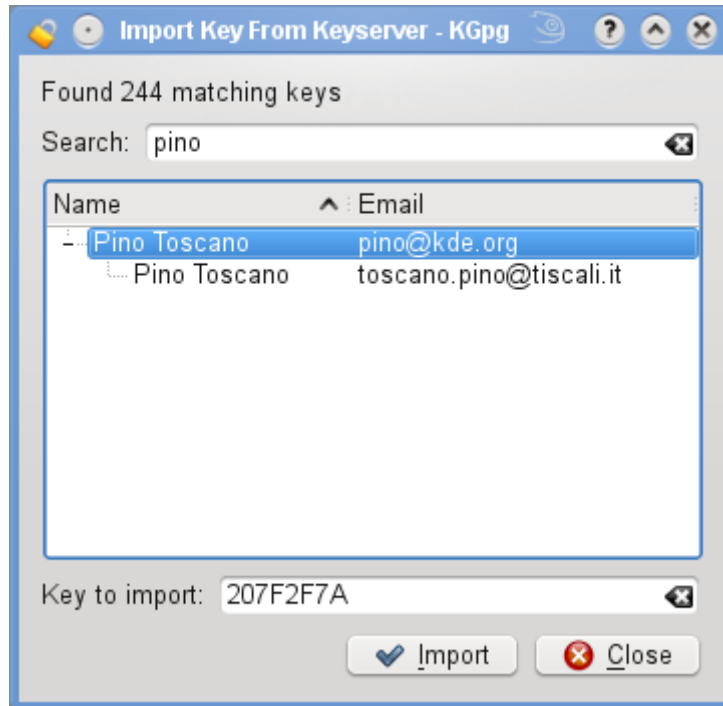 Import Key From Keyserver - KGpg
Found 244 matching keys
Search: pino
Name Email
Pino Toscano pino@kde.org
Pino Toscano toscano.pino@tiscali.it
Key to import: 207F2F7A
Import Close